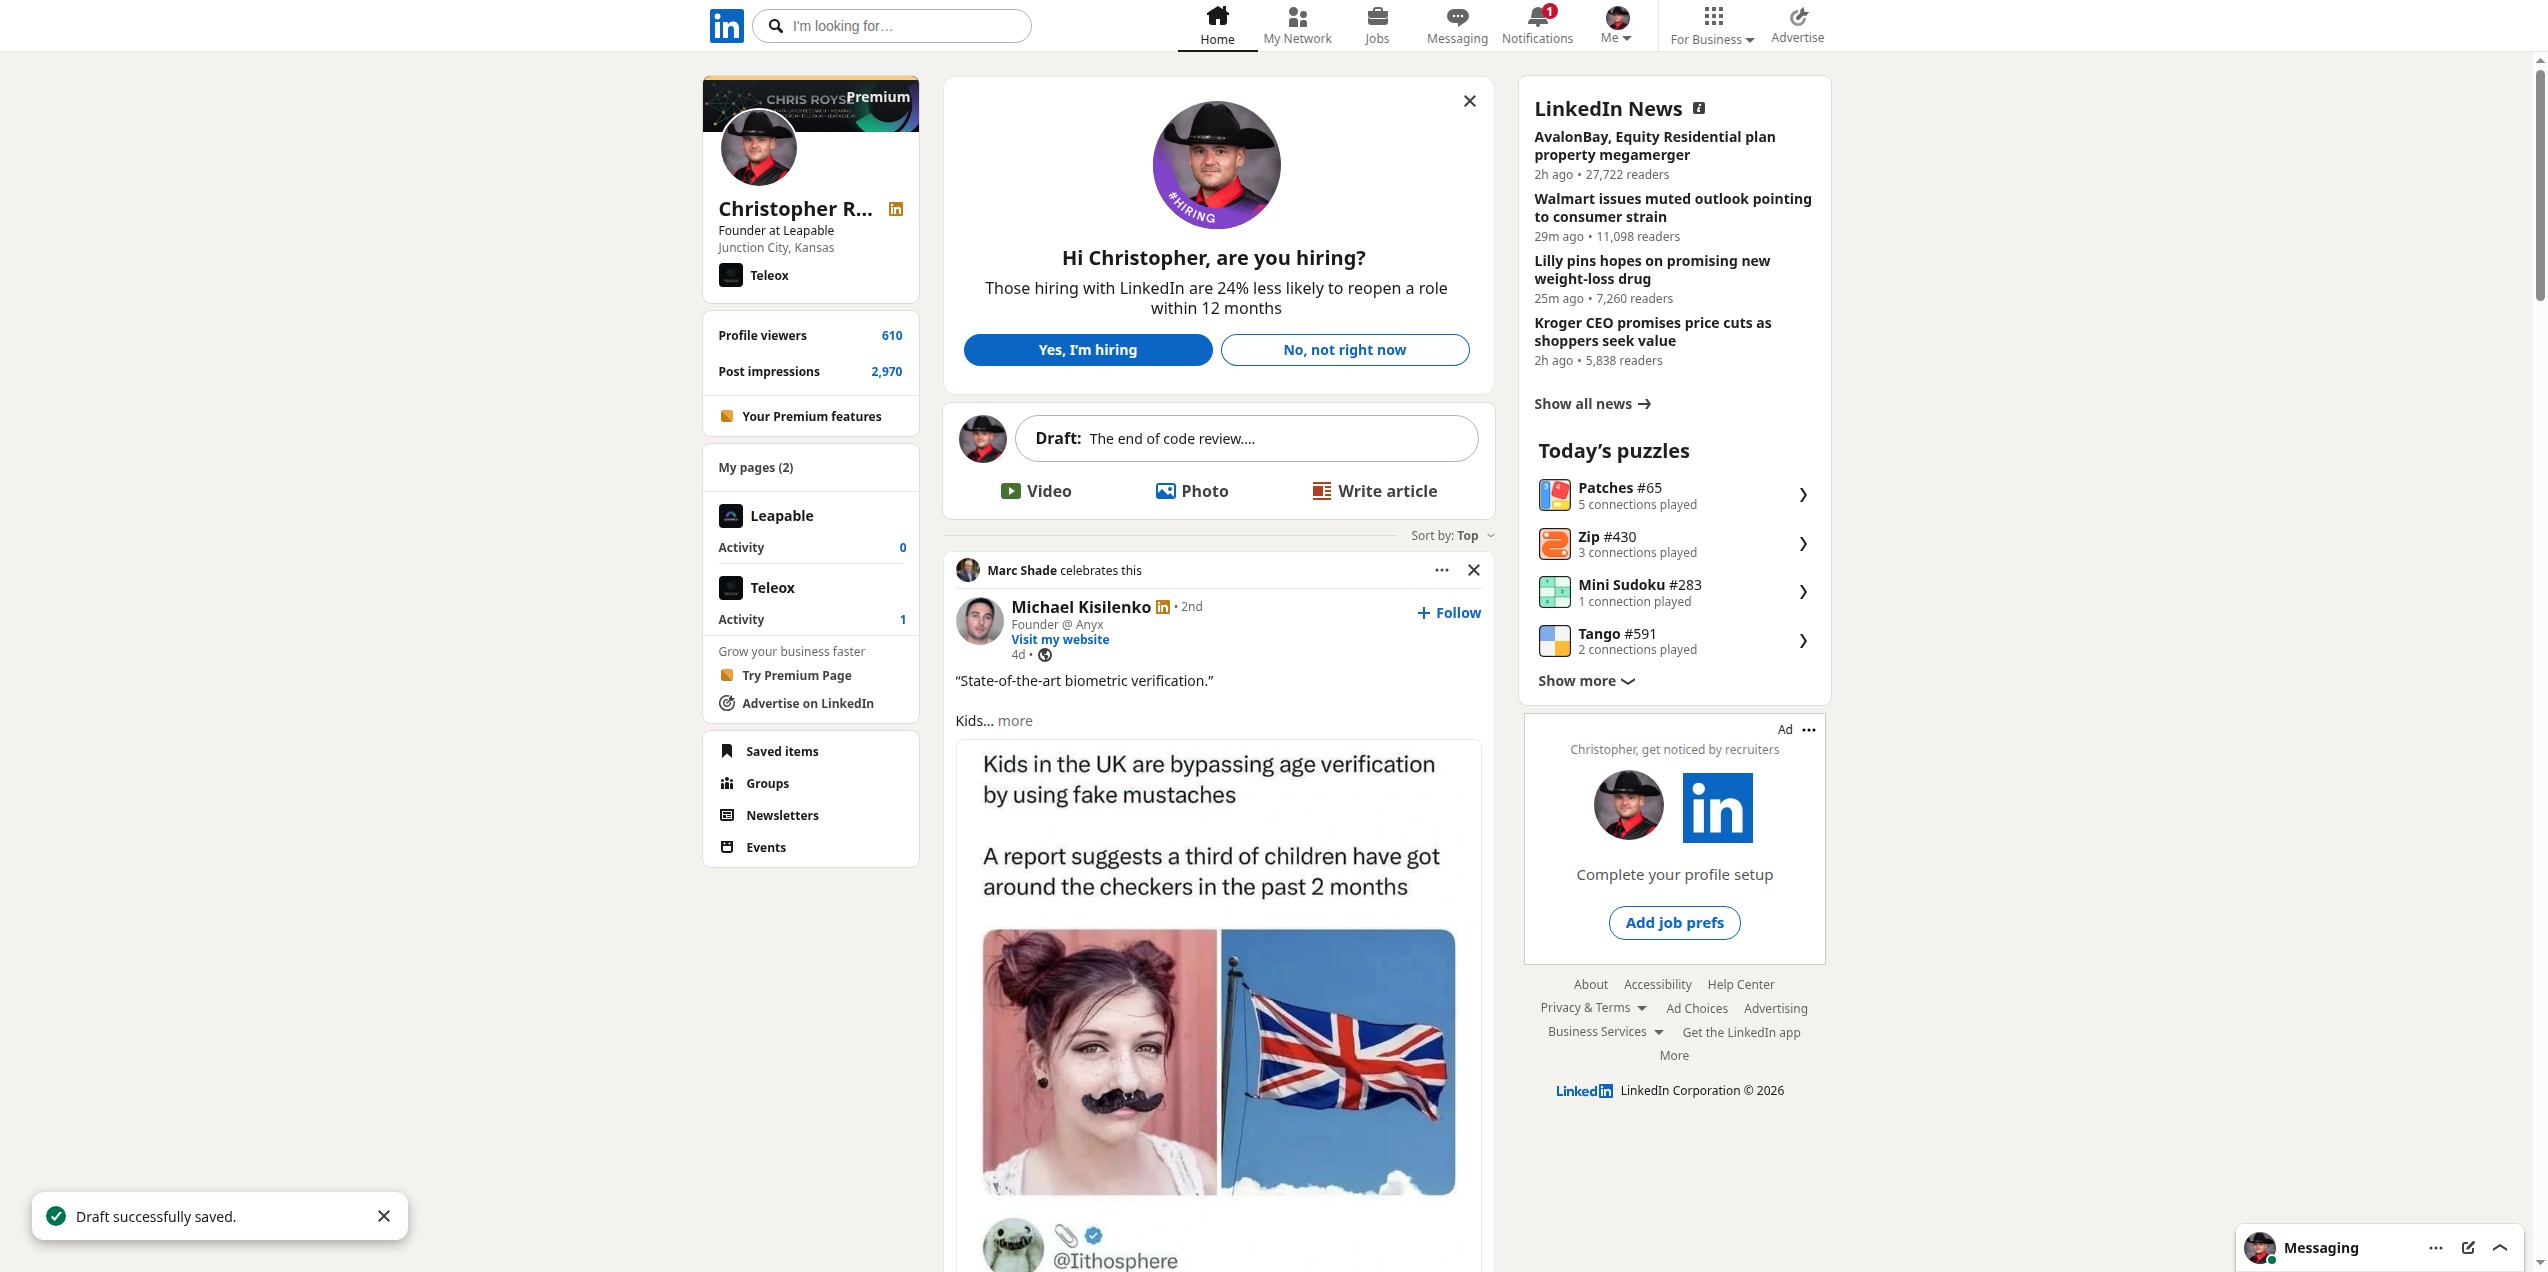 in
I'm looking for…
Home
My Network
Jobs
Messaging
1
Notifications
Me
For Business
Advertise
CHRIS ROYSE
Premium
Christopher R...
Founder at Leapable
Junction City, Kansas
Teleox
Profile viewers 610
Post impressions 2,970
Your Premium features
My pages (2)
Leapable
Activity 0
Teleox
Activity 1
Grow your business faster
Try Premium Page
Advertise on LinkedIn
Saved items
Groups
Newsletters
Events
#HIRING
Hi Christopher, are you hiring?
Those hiring with LinkedIn are 24% less likely to reopen a role
within 12 months
Yes, I’m hiring
No, not right now
Draft: The end of code review....
Video
Photo
Write article
Sort by: Top
Marc Shade celebrates this
Michael Kisilenko in • 2nd
Founder @ Anyx
Visit my website
4d •
+ Follow
“State-of-the-art biometric verification.”
Kids... more
Kids in the UK are bypassing age verification
by using fake mustaches
A report suggests a third of children have got
around the checkers in the past 2 months
@Iithosphere
LinkedIn News
AvalonBay, Equity Residential plan
property megamerger
2h ago • 27,722 readers
Walmart issues muted outlook pointing
to consumer strain
29m ago • 11,098 readers
Lilly pins hopes on promising new
weight-loss drug
25m ago • 7,260 readers
Kroger CEO promises price cuts as
shoppers seek value
2h ago • 5,838 readers
Show all news
Today’s puzzles
Patches #65
5 connections played
Zip #430
3 connections played
Mini Sudoku #283
1 connection played
Tango #591
2 connections played
Show more
Ad
Christopher, get noticed by recruiters
in
Complete your profile setup
Add job prefs
About Accessibility Help Center
Privacy & Terms Ad Choices Advertising
Business Services Get the LinkedIn app
More
Linked in LinkedIn Corporation © 2026
Draft successfully saved.
Messaging